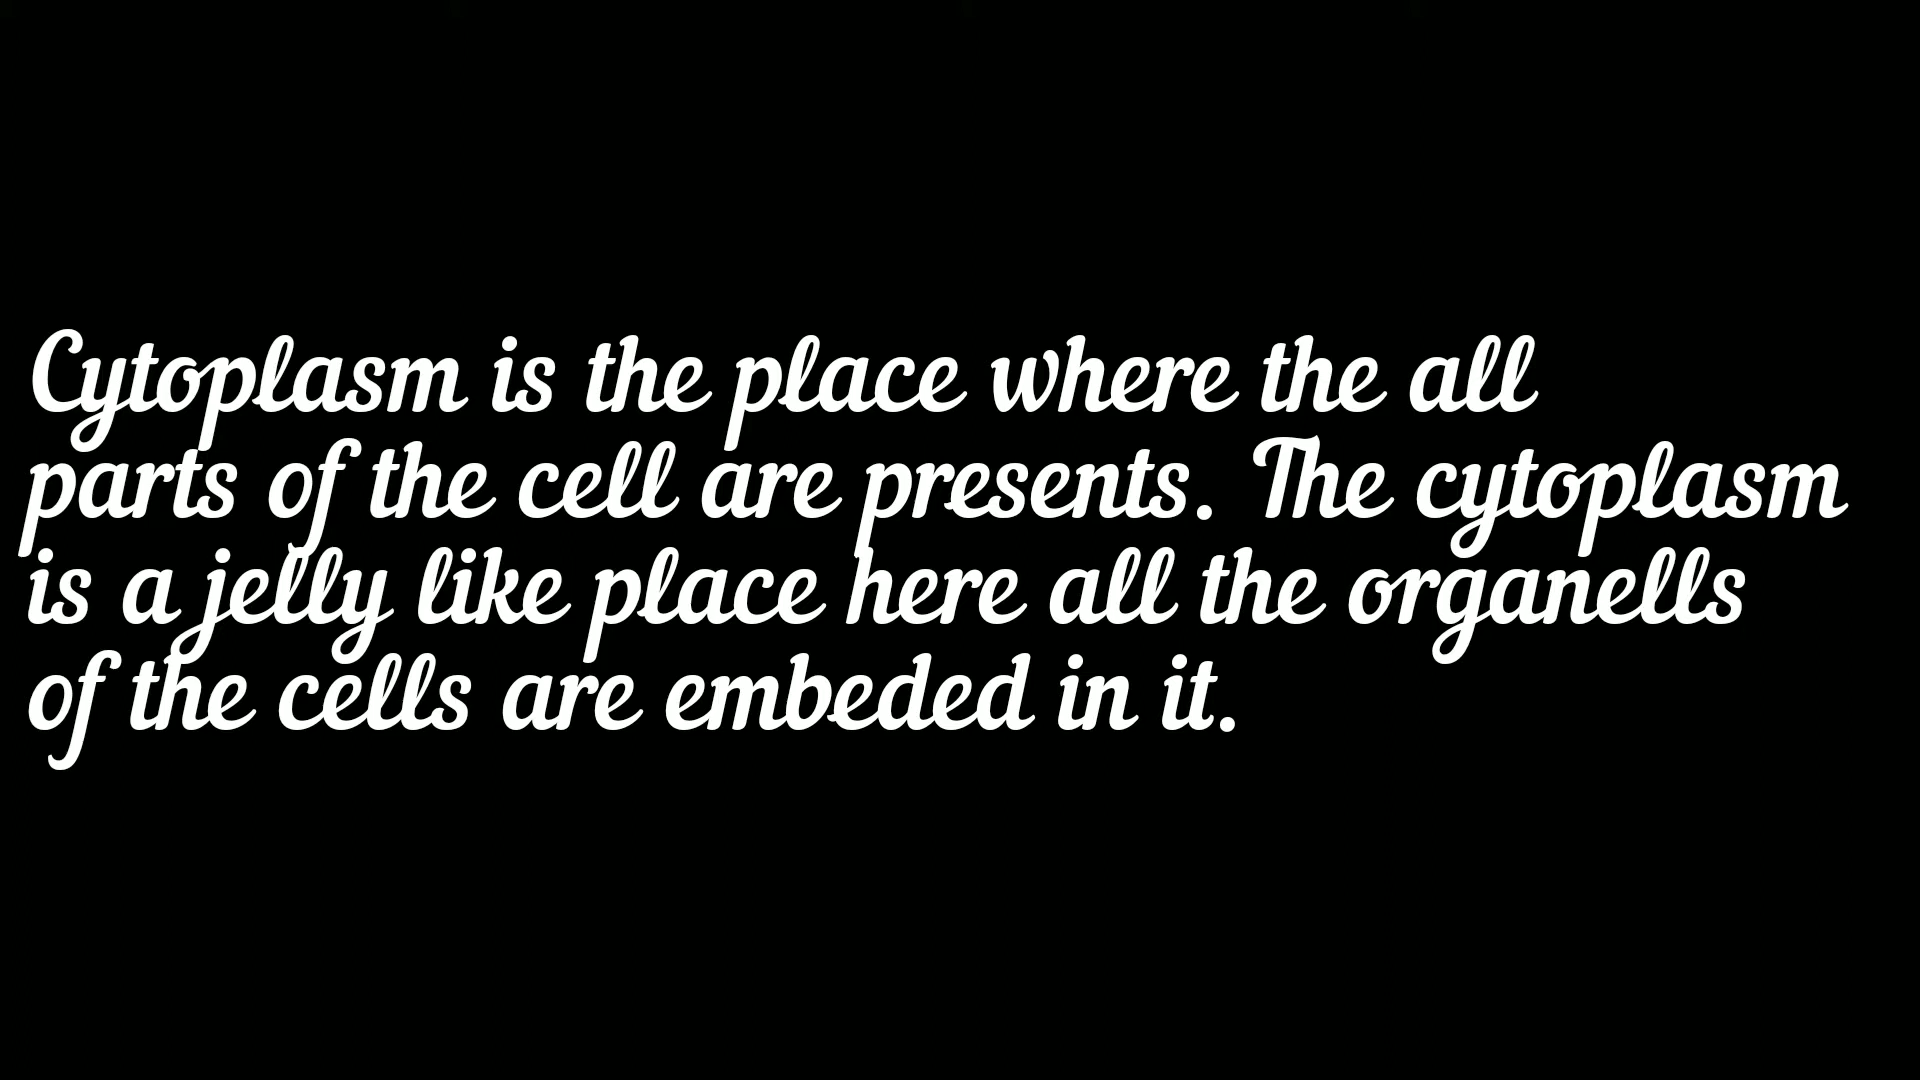 Cytoplasm is the place where the all
parts of the cell are presents. The cytoplasm
is a jelly like place here all the organells
of the cells are embeded in it.